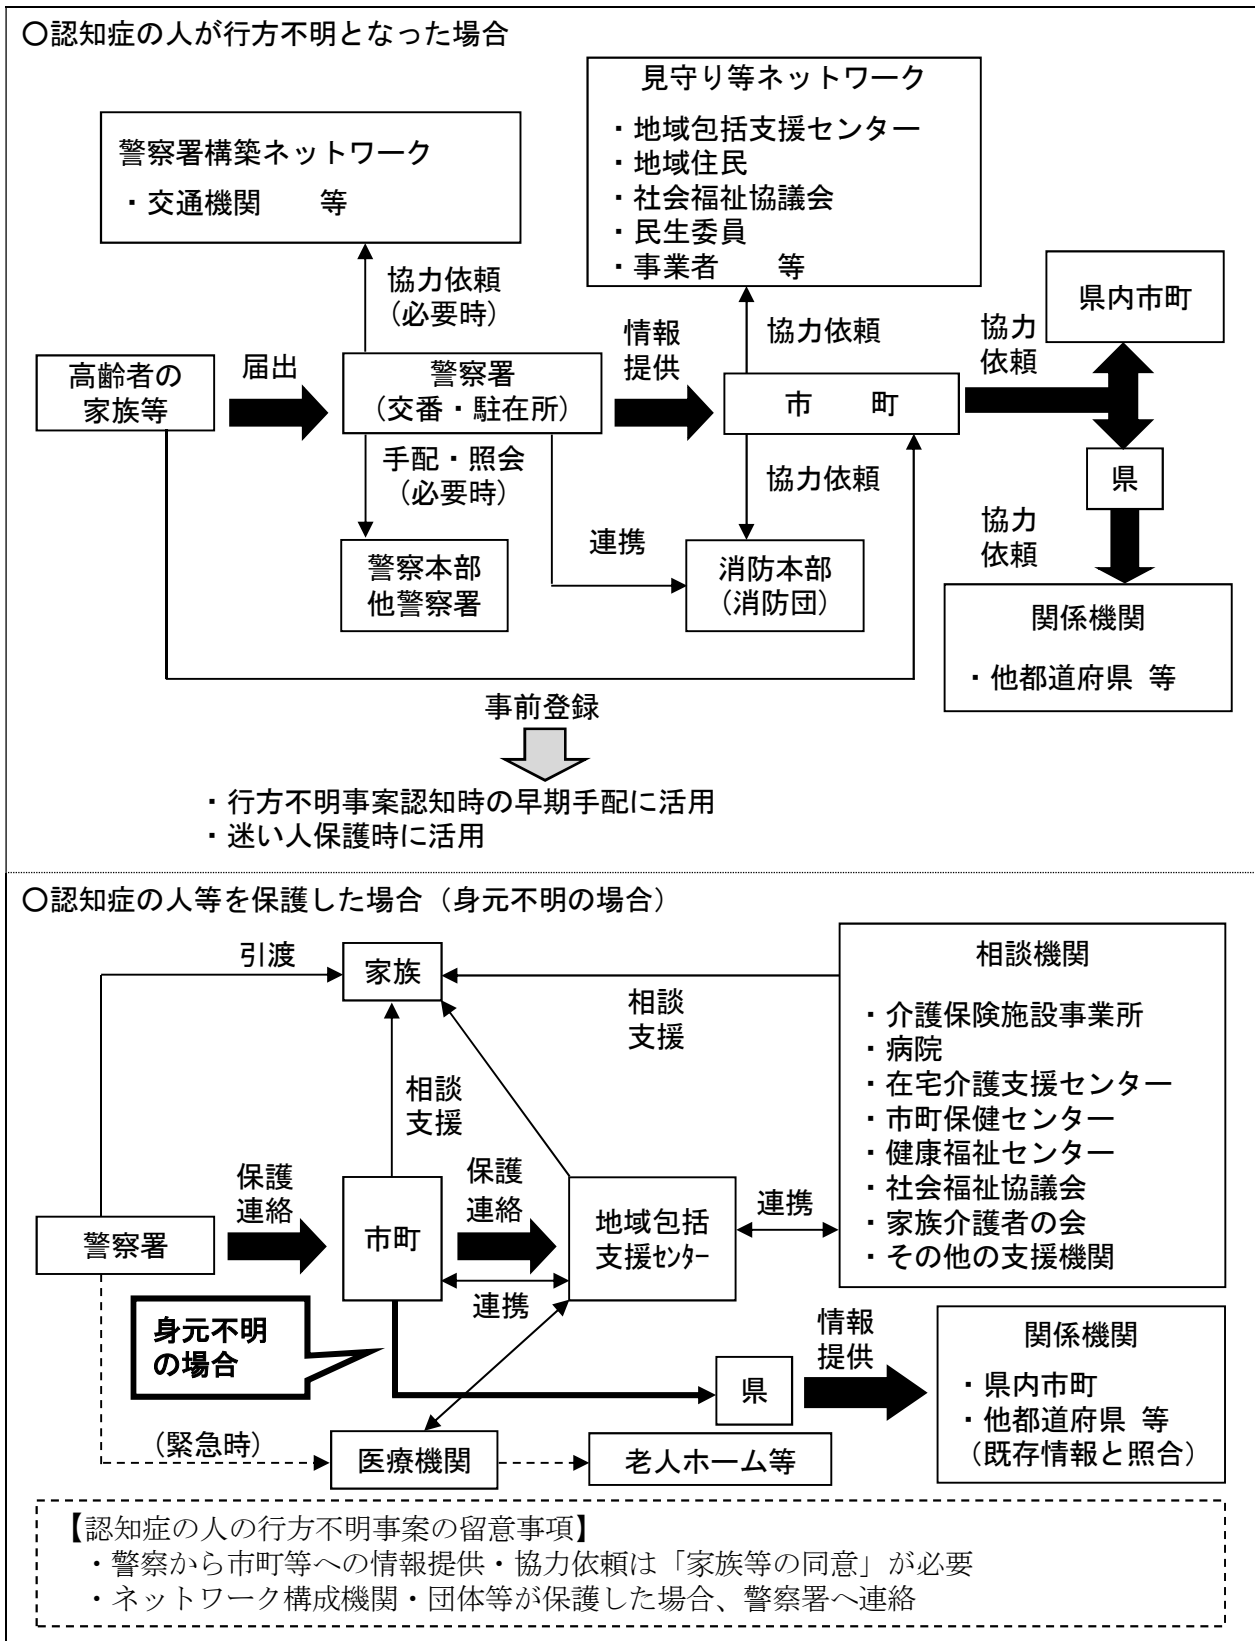 〇認知症の人が行方不明となった場合
見守り等ネットワーク
・地域包括支援センター
・地域住民
・社会福祉協議会
・民生委員
・事業者　　等
警察署構築ネットワーク
・交通機関　　等
協力依頼
（必要時）
協力依頼
県内市町
協力
依頼
情報
提供
届出
高齢者の
家族等
警察署
（交番・駐在所）
市　　町
手配・照会
（必要時）
協力依頼
県
協力
依頼
連携
警察本部
他警察署
消防本部
（消防団）
関係機関
・他都道府県 等
事前登録
・行方不明事案認知時の早期手配に活用
・迷い人保護時に活用
〇認知症の人等を保護した場合（身元不明の場合）
引渡
家族
相談
支援
相談機関
・介護保険施設事業所
・病院
・在宅介護支援センター
・市町保健センター
・健康福祉センター
・社会福祉協議会
・家族介護者の会
・その他の支援機関
相談
支援
保護
連絡
保護
連絡
警察署
市町
地域包括
支援ｾﾝﾀｰ
連携
連携
身元不明
の場合
県
情報
提供
関係機関
・県内市町
・他都道府県 等
（既存情報と照合）
（緊急時）
医療機関
老人ホーム等
【認知症の人の行方不明事案の留意事項】
・警察から市町等への情報提供・協力依頼は「家族等の同意」が必要
・ネットワーク構成機関・団体等が保護した場合、警察署へ連絡